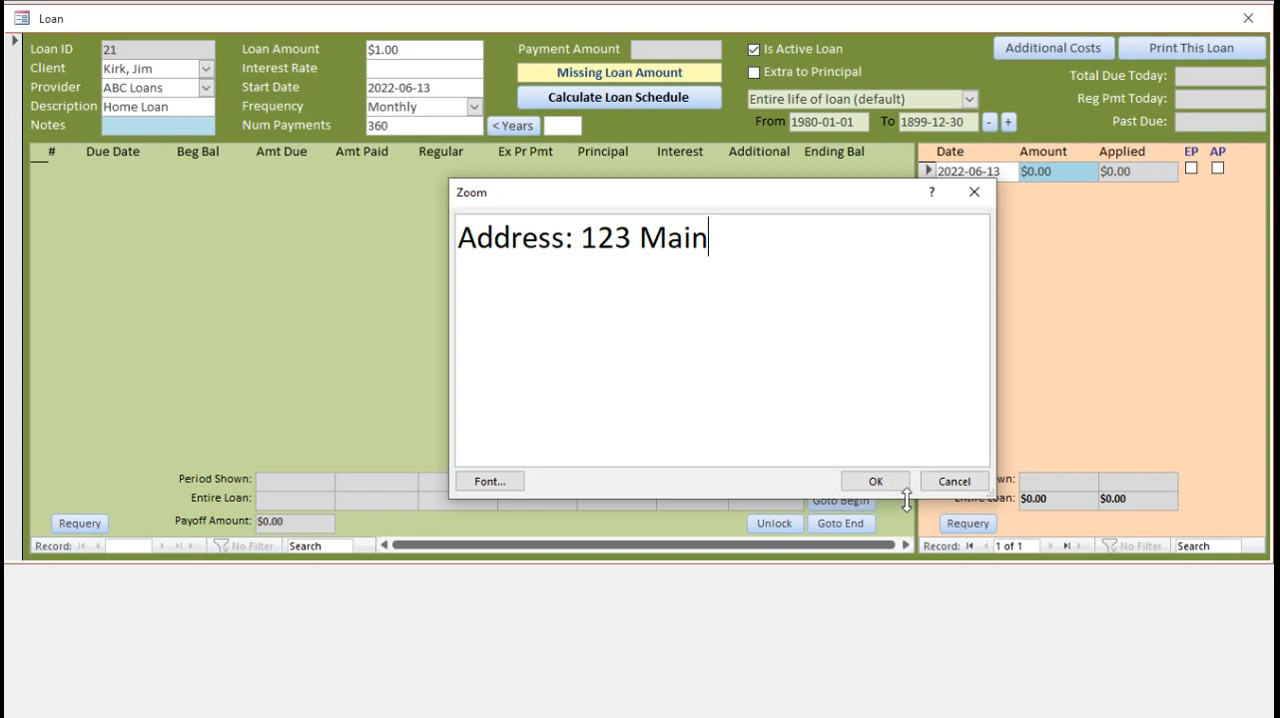 Loan
Loan ID 21 Loan Amount $1.00 Payment Amount Is Active Loan Additional Costs Print This Loan
Client Kirk, Jim Interest Rate Missing Loan Amount Extra to Principal Total Due Today:
Provider ABC Loans Start Date 2022-06-13 Calculate Loan Schedule Entire life of loan (default) Reg Pmt Today:
Description Home Loan Frequency Monthly From 1980-01-01 To 1899-12-30 - + Past Due:
Notes Num Payments 360 < Years
# Due Date Beg Bal Amt Due Amt Paid Regular Ex Pr Pmt Principal Interest Additional Ending Bal Date Amount Applied EP AP
2022-06-13 $0.00 $0.00
Zoom ?
Address: 123 Main
Font... OK Cancel
Period Shown: wn:
Entire Loan: Goto Begin Entire Loan: $0.00 $0.00
Requery Payoff Amount: $0.00 Unlock Goto End Requery
Record: No Filter Search Record: 1 of 1 No Filter Search